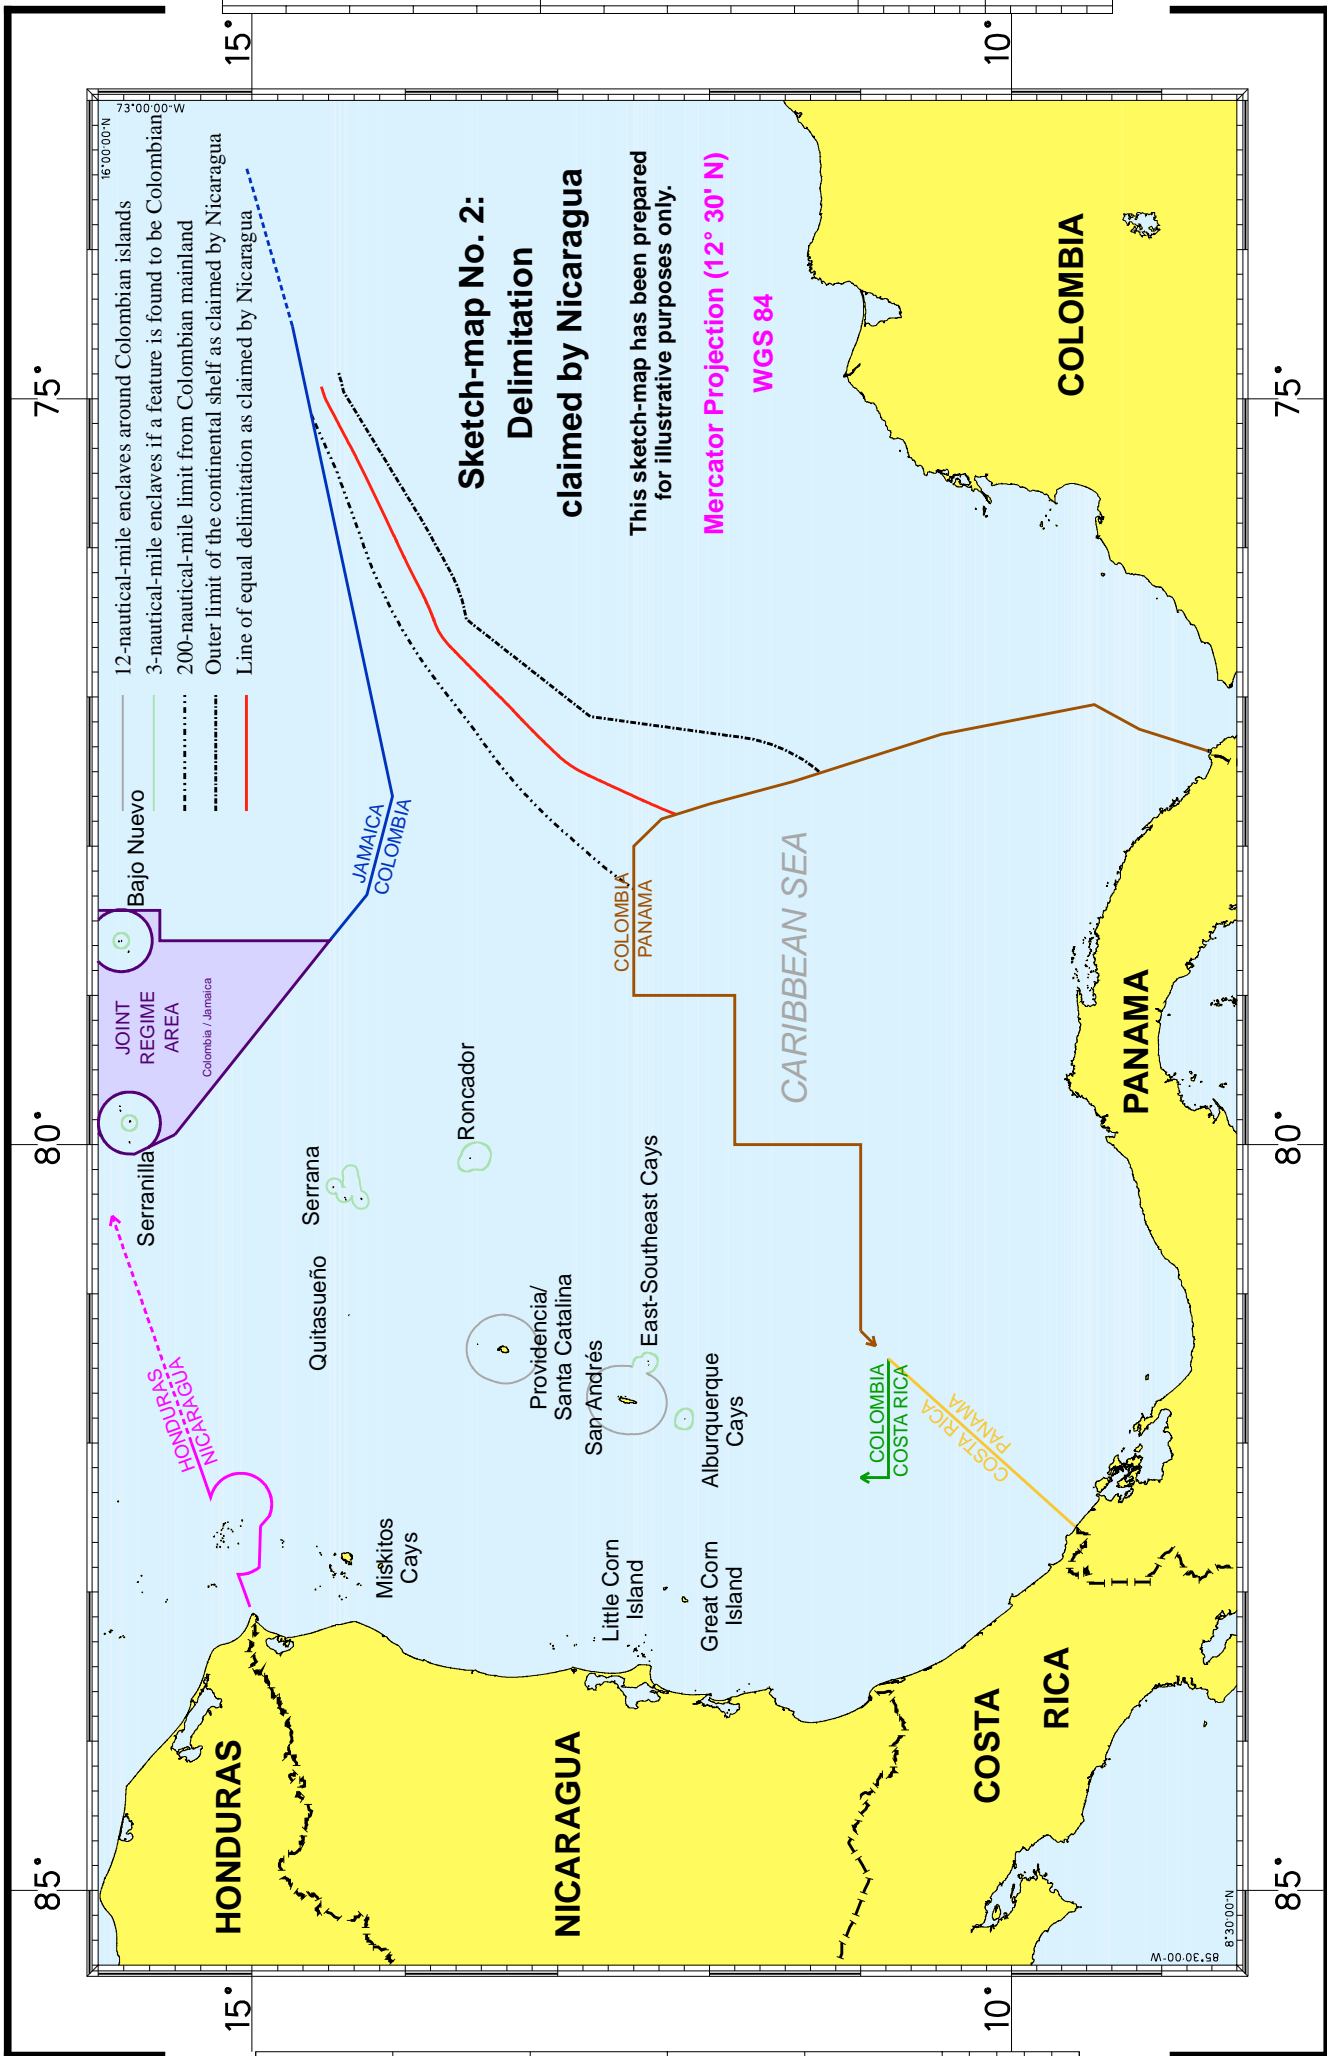 15°
10°
16°00'00"N
73°00'00"W
12-nautical-mile enclaves around Colombian islands
3-nautical-mile enclaves if a feature is found to be Colombian
200-nautical-mile limit from Colombian mainland
Outer limit of the continental shelf as claimed by Nicaragua
Line of equal delimitation as claimed by Nicaragua
Sketch-map No. 2:
Delimitation
claimed by Nicaragua
This sketch-map has been prepared
for illustrative purposes only.
Mercator Projection (12° 30' N)
WGS 84
75°
75°
COLOMBIA
Bajo Nuevo
JOINT
REGIME
AREA
Colombia / Jamaica
JAMAICA
COLOMBIA
COLOMBIA
PANAMA
CARIBBEAN SEA
PANAMA
80°
80°
Serranilla
Serrana
Roncador
Quitasueño
East-Southeast Cays
Providencia/
Santa Catalina
San Andrés
Alburquerque
Cays
HONDURAS
NICARAGUA
COLOMBIA
COSTA RICA
COSTA RICA
PANAMA
Miskitos
Cays
Little Corn
Island
Great Corn
Island
HONDURAS
NICARAGUA
COSTA
RICA
85°
85°
8°30'00"N
85°30'00"W
15°
10°